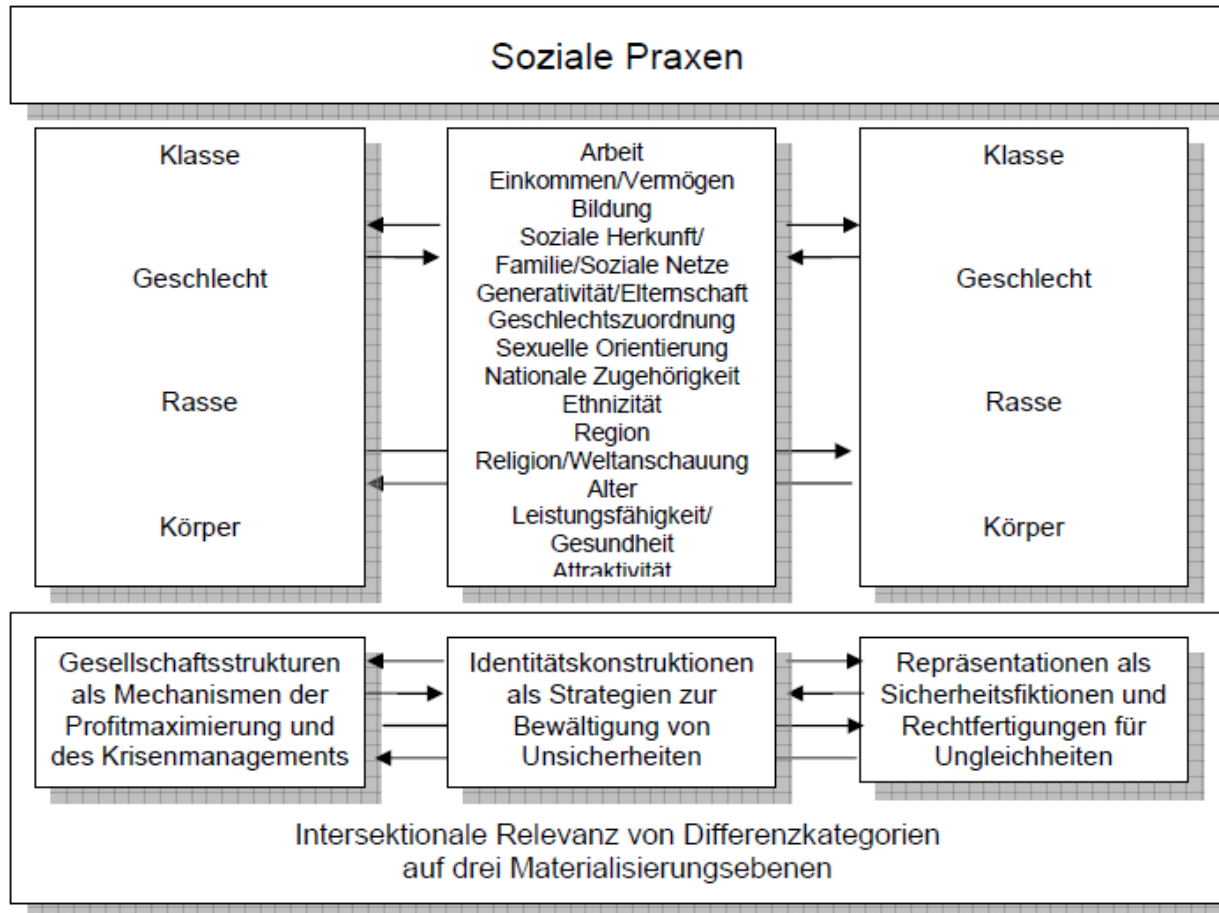 Soziale Praxen
Klasse
Geschlecht
Rasse
Körper
Arbeit
Einkommen/Vermögen
Bildung
Soziale Herkunft/
Familie/Soziale Netze
Generativität/Elternschaft
Geschlechtszuordnung
Sexuelle Orientierung
Nationale Zugehörigkeit
Ethnizität
Region
Religion/Weltanschauung
Alter
Leistungsfähigkeit/
Gesundheit
Attraktivität
Klasse
Geschlecht
Rasse
Körper
Gesellschaftsstrukturen
als Mechanismen der
Profitmaximierung und
des Krisenmanagements
Identitätskonstruktionen
als Strategien zur
Bewältigung von
Unsicherheiten
Repräsentationen als
Sicherheitsfiktionen und
Rechtfertigungen für
Ungleichheiten
Intersektionale Relevanz von Differenzkategorien
auf drei Materialisierungsebenen